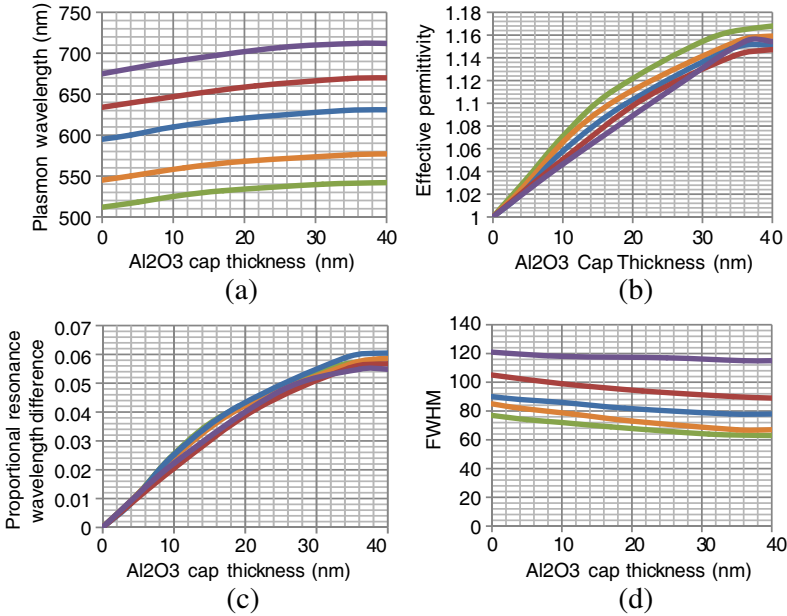 Plasmon wavelength (nm)
750
700
650
600
550
500
0 10 20 30 40
Al2O3 cap thickness (nm)
(a)
Effective permittivity
1.18
1.16
1.14
1.12
1.1
1.08
1.06
1.04
1.02
1
0 10 20 30 40
Al2O3 Cap Thickness (nm)
(b)
Proportional resonance
wavelength difference
0.07
0.06
0.05
0.04
0.03
0.02
0.01
0
0 10 20 30 40
Al2O3 cap thickness (nm)
(c)
FWHM
140
120
100
80
60
40
20
0
0 10 20 30 40
Al2O3 cap thickness (nm)
(d)